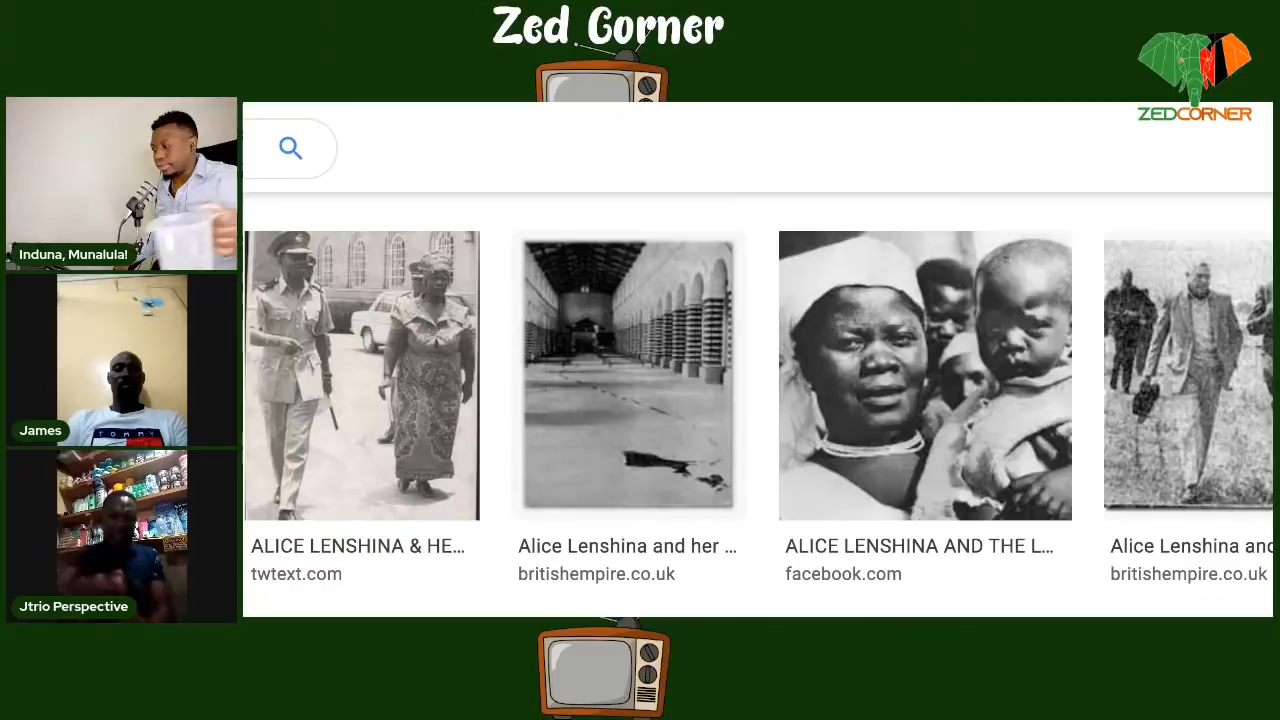 Zed Corner
ZEDCORNER
Induna, Munalula!
James
TOMMY
Jtrio Perspective
ALICE LENSHINA & HE...
twtext.com
Alice Lenshina and her ...
britishempire.co.uk
ALICE LENSHINA AND THE L...
facebook.com
Alice Lenshina and
britishempire.co.uk